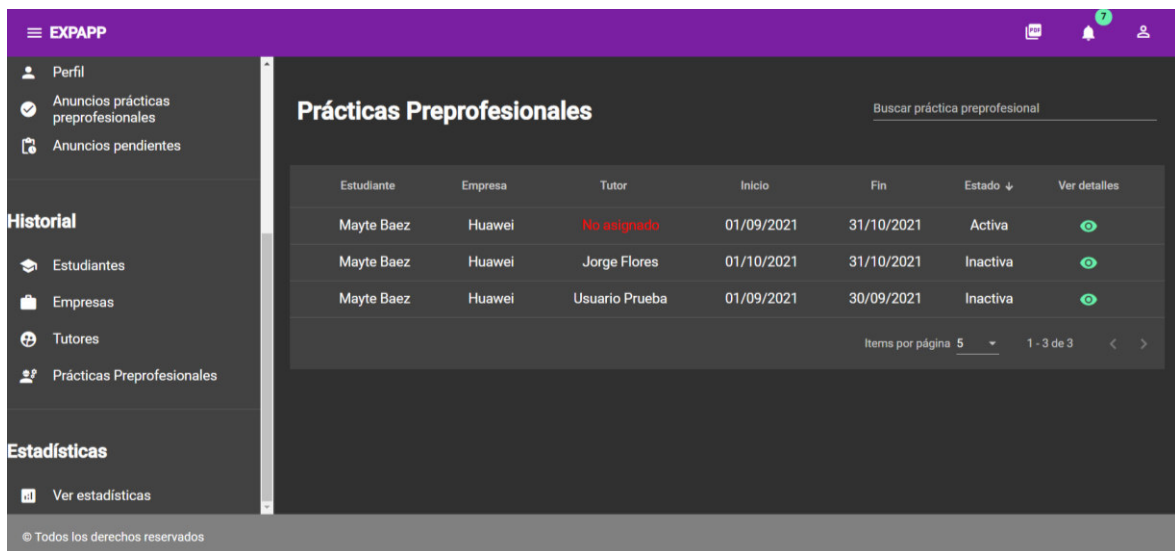 EXPAPP
PDF
7
Perfil
Anuncios prácticas
preprofesionales
Anuncios pendientes
Historial
Estudiantes
Empresas
Tutores
Prácticas Preprofesionales
Estadísticas
Ver estadísticas
Prácticas Preprofesionales
Buscar práctica preprofesional
Estudiante Empresa Tutor Inicio Fin Estado Ver detalles
Mayte Baez Huawei No asignado 01/09/2021 31/10/2021 Activa
Mayte Baez Huawei Jorge Flores 01/10/2021 31/10/2021 Inactiva
Mayte Baez Huawei Usuario Prueba 01/09/2021 30/09/2021 Inactiva
Items por página 5 1 - 3 de 3
© Todos los derechos reservados